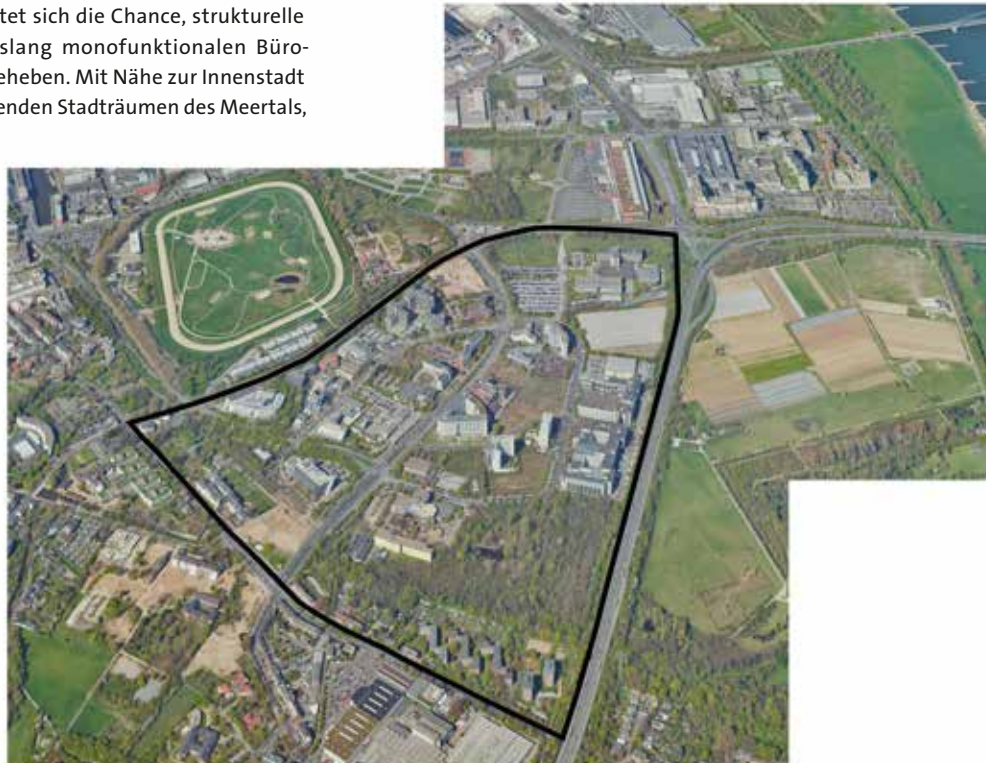 tet sich die Chance, strukturelle
slang monofunktionalen Büro-
eheben. Mit Nähe zur Innenstadt
enden Stadträumen des Meertals,